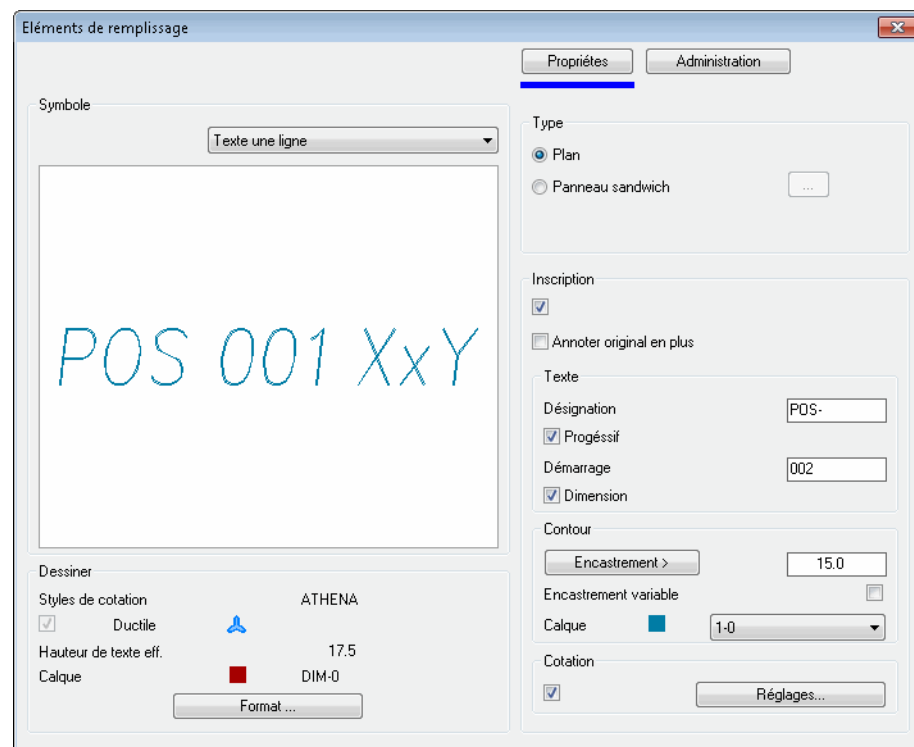 Eléments de remplissage
Propriétes
Administration
Symbole
Texte une ligne
POS 001 XxY
Dessiner
Styles de cotation ATHENA
Ductile
Hauteur de texte eff. 17.5
Calque DIM-0
Format ...
Type
Plan
Panneau sandwich ...
Inscription
Annoter original en plus
Texte
Désignation POS-
Progéssif
Démarrage 002
Dimension
Contour
Encastrement > 15.0
Encastrement variable
Calque 1-0
Cotation
Réglages...